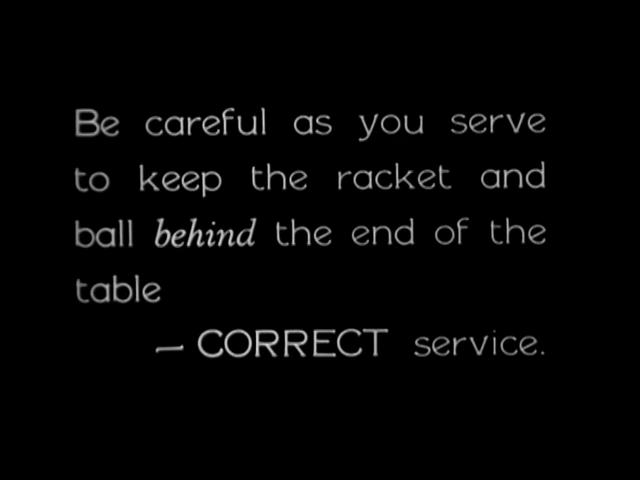 Be careful as you serve
to keep the racket and
ball behind the end of the
table
— CORRECT service.